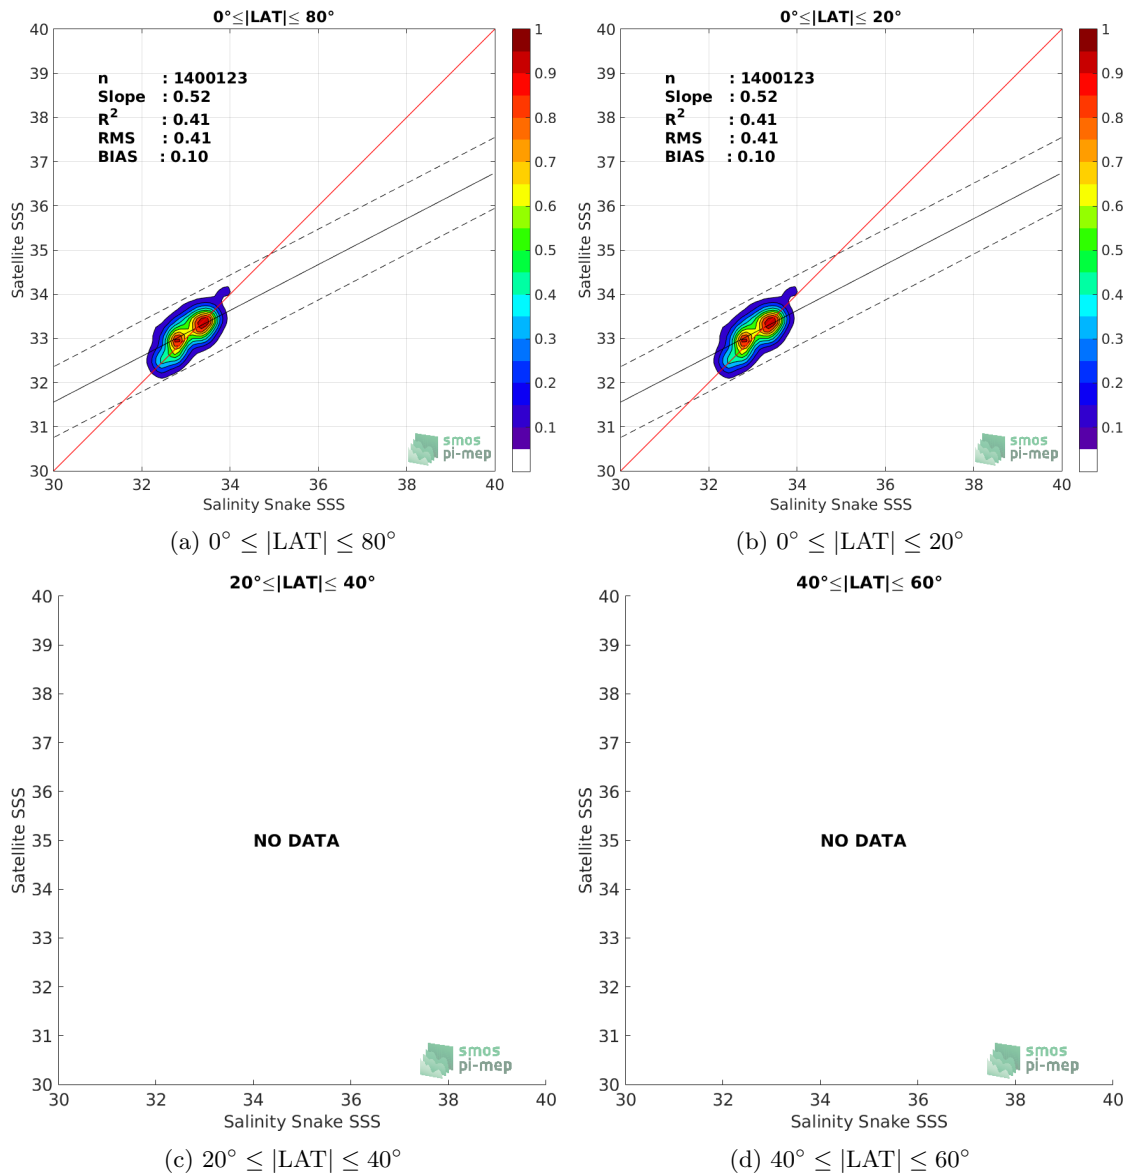 0°≤|LAT|≤ 80°
40
39
38
37
36
35
34
33
32
31
30
n : 1400123
Slope : 0.52
R2 : 0.41
RMS : 0.41
BIAS : 0.10
Satellite SSS
smos
pi-mep
30 32 34 36 38 40
Salinity Snake SSS
1
0.9
0.8
0.7
0.6
0.5
0.4
0.3
0.2
0.1
(a) 0° ≤ |LAT| ≤ 80°
0°≤|LAT|≤ 20°
40
39
38
37
36
35
34
33
32
31
30
n : 1400123
Slope : 0.52
R2 : 0.41
RMS : 0.41
BIAS : 0.10
Satellite SSS
smos
pi-mep
30 32 34 36 38 40
Salinity Snake SSS
1
0.9
0.8
0.7
0.6
0.5
0.4
0.3
0.2
0.1
(b) 0° ≤ |LAT| ≤ 20°
20°≤|LAT|≤ 40°
40
39
38
37
36
35
34
33
32
31
30
Satellite SSS
NO DATA
smos
pi-mep
30 32 34 36 38 40
Salinity Snake SSS
(c) 20° ≤ |LAT| ≤ 40°
40°≤|LAT|≤ 60°
40
39
38
37
36
35
34
33
32
31
30
Satellite SSS
NO DATA
smos
pi-mep
30 32 34 36 38 40
Salinity Snake SSS
(d) 40° ≤ |LAT| ≤ 60°